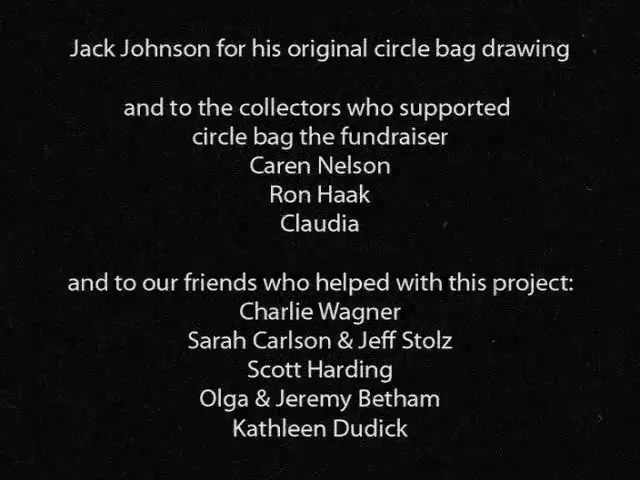 Jack Johnson for his original circle bag drawing
and to the collectors who supported
circle bag the fundraiser
Caren Nelson
Ron Haak
Claudia
and to our friends who helped with this project:
Charlie Wagner
Sarah Carlson & Jeff Stolz
Scott Harding
Olga & Jeremy Betham
Kathleen Dudick